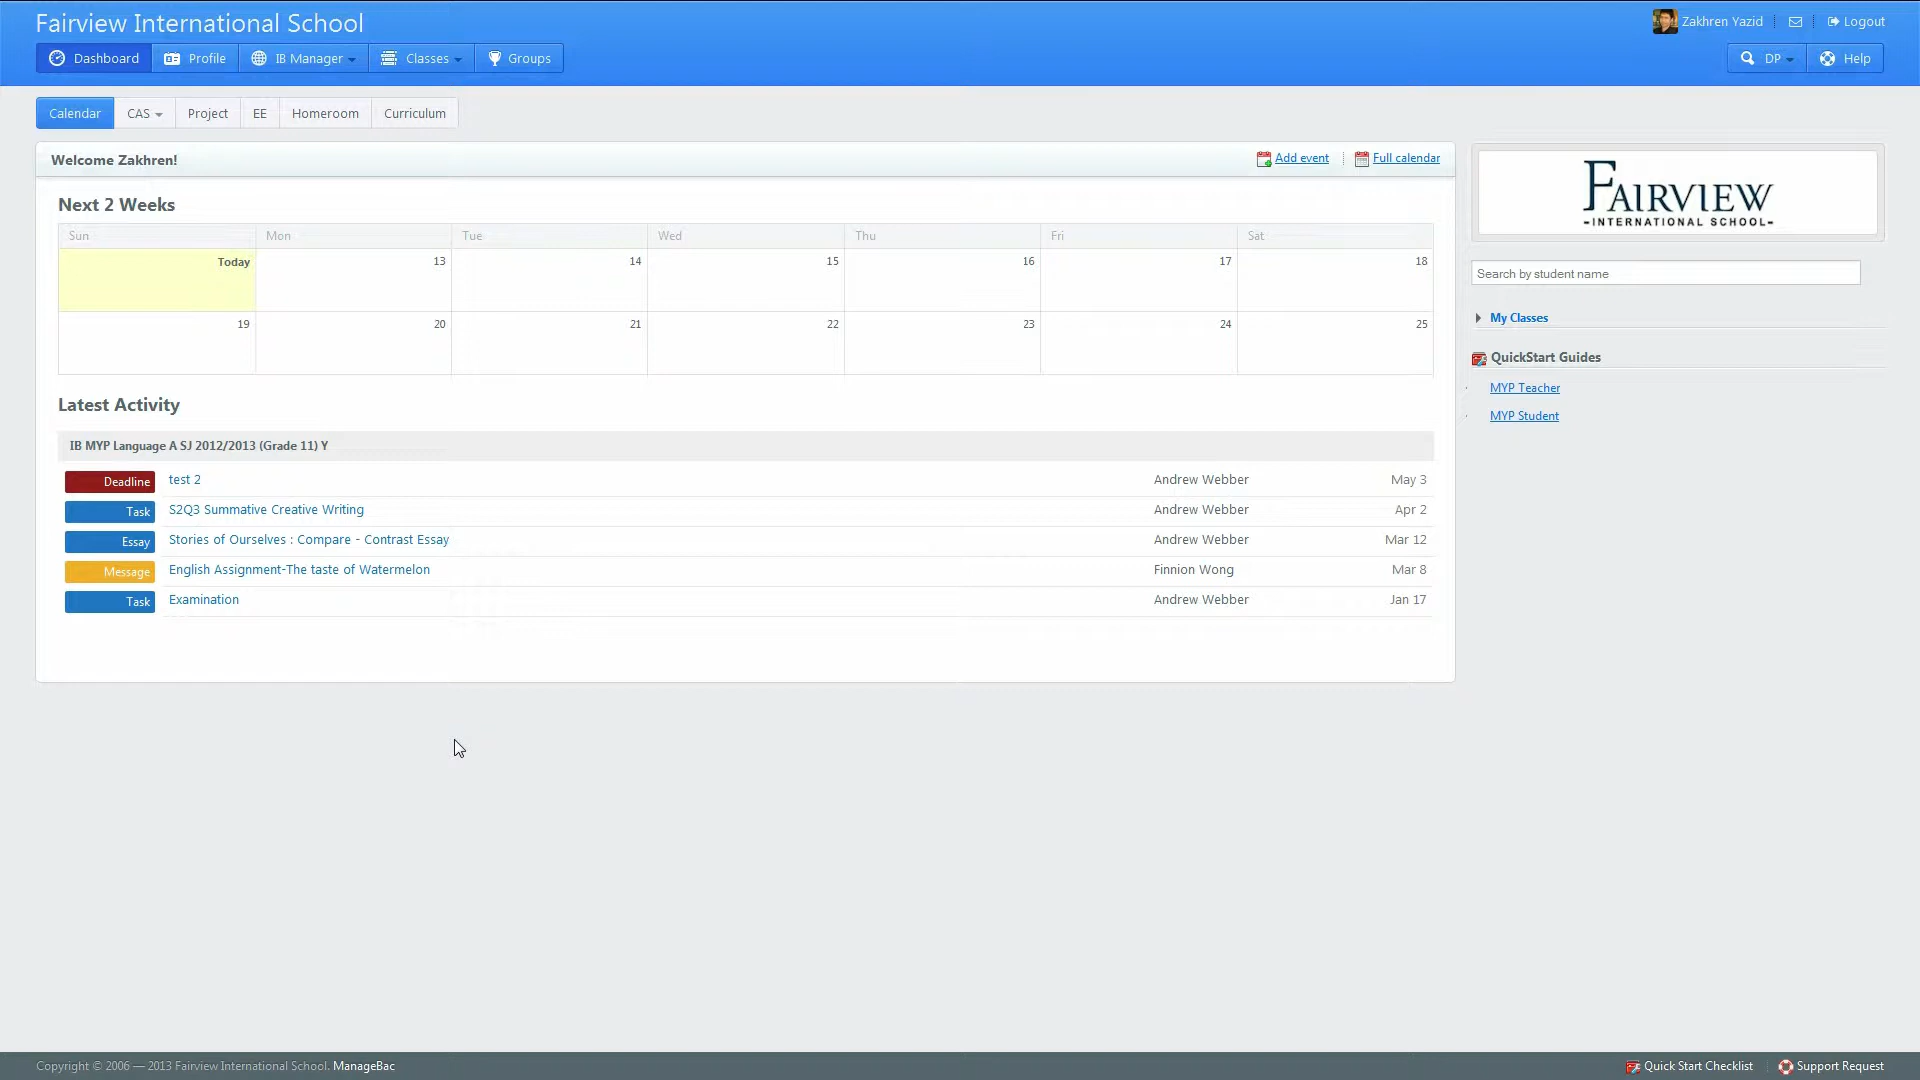 Fairview International School
Zakhren Yazid
Logout
Dashboard
Profile
IB Manager
Classes
Groups
DP
Help
Calendar
CAS
Project
EE
Homeroom
Curriculum
Welcome Zakhren!
Add event
Full calendar
FAIRVIEW
-INTERNATIONAL SCHOOL-
Search by student name
My Classes
QuickStart Guides
MYP Teacher
MYP Student
Next 2 Weeks
Sun Mon Tue Wed Thu Fri Sat
Today 13 14 15 16 17 18
19 20 21 22 23 24 25
Latest Activity
IB MYP Language A SJ 2012/2013 (Grade 11) Y
Deadline test 2 Andrew Webber May 3
Task S2Q3 Summative Creative Writing Andrew Webber Apr 2
Essay Stories of Ourselves : Compare - Contrast Essay Andrew Webber Mar 12
Message English Assignment-The taste of Watermelon Finnion Wong Mar 8
Task Examination Andrew Webber Jan 17
Copyright © 2006 — 2013 Fairview International School. ManageBac
Quick Start Checklist
Support Request